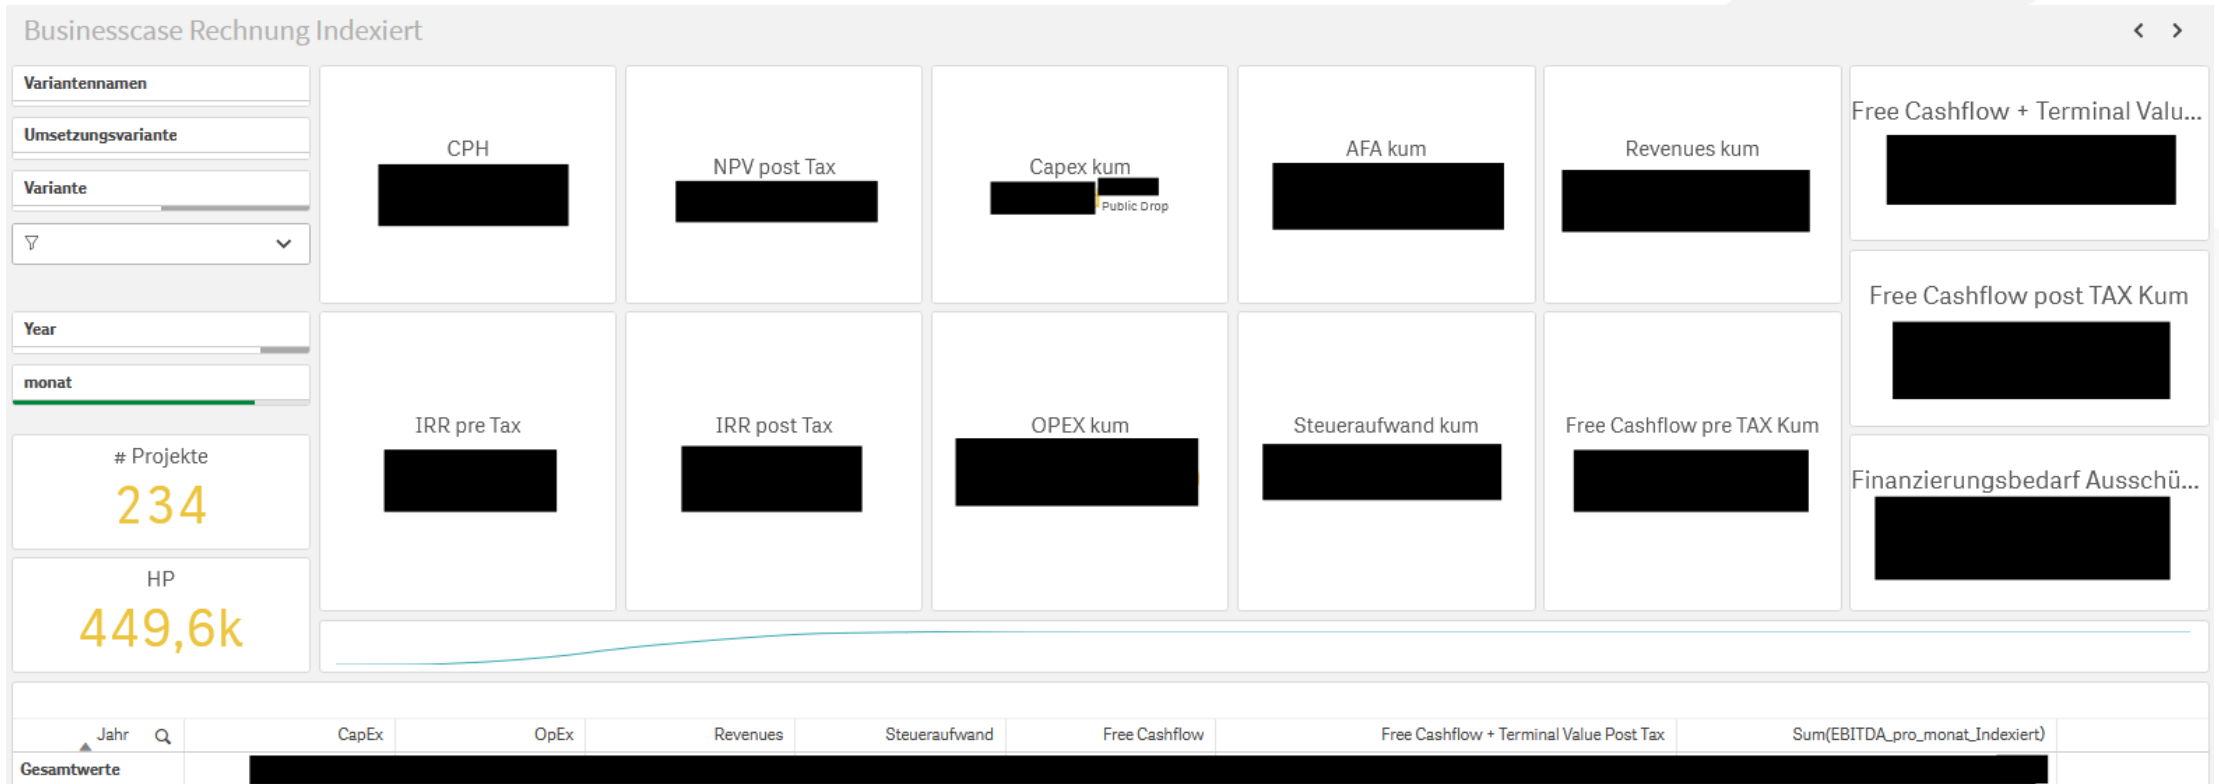 Businesscase Rechnung Indexiert
Variantennamen
Umsetzungsvariante
Variante
Year
monat
# Projekte
234
HP
449,6k
CPH
NPV post Tax
Capex kum
Public Drop
AFA kum
Revenues kum
Free Cashflow + Terminal Valu...
IRR pre Tax
IRR post Tax
OPEX kum
Steueraufwand kum
Free Cashflow pre TAX Kum
Free Cashflow post TAX Kum
Finanzierungsbedarf Ausschü...
Jahr CapEx OpEx Revenues Steueraufwand Free Cashflow Free Cashflow + Terminal Value Post Tax Sum(EBITDA_pro_monat_Indexiert)
Gesamtwerte